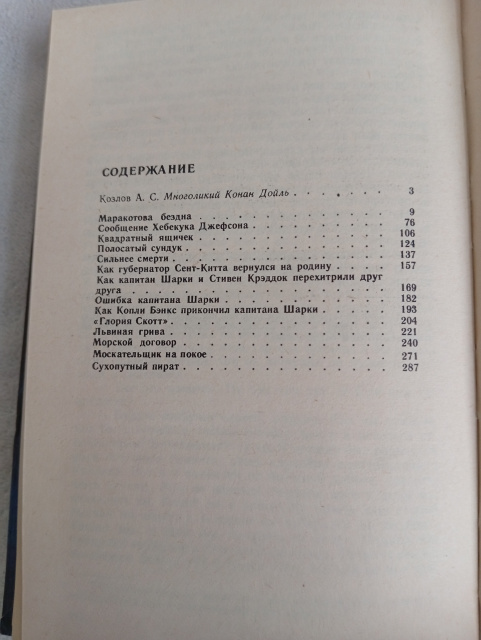 СОДЕРЖАНИЕ
Козлов А. С. Многоликий Конан Дойль . . . . . . . 3
Маракотова бездна . . . . . . . . . . . . 9
Сообщение Хебекука Джефсона . . . . . . . . . 76
Квадратный ящичек . . . . . . . . . . . . 106
Полосатый сундук . . . . . . . . . . . . . 124
Сильнее смерти . . . . . . . . . . . . . 137
Как губернатор Сент-Китта вернулся на родину . . . . 157
Как капитан Шарки и Стивен Крэддок перехитрили друг
друга . . . . . . . . . . . . . . . 169
Ошибка капитана Шарки . . . . . . . . . . 182
Как Копли Бэнкс прикончил капитана Шарки . . . . . 193
«Глория Скотт» . . . . . . . . . . . . . 204
Львиная грива . . . . . . . . . . . . . 221
Морской договор . . . . . . . . . . . . 240
Москательщик на покое . . . . . . . . . . . 271
Сухопутный пират . . . . . . . . . . . . 287